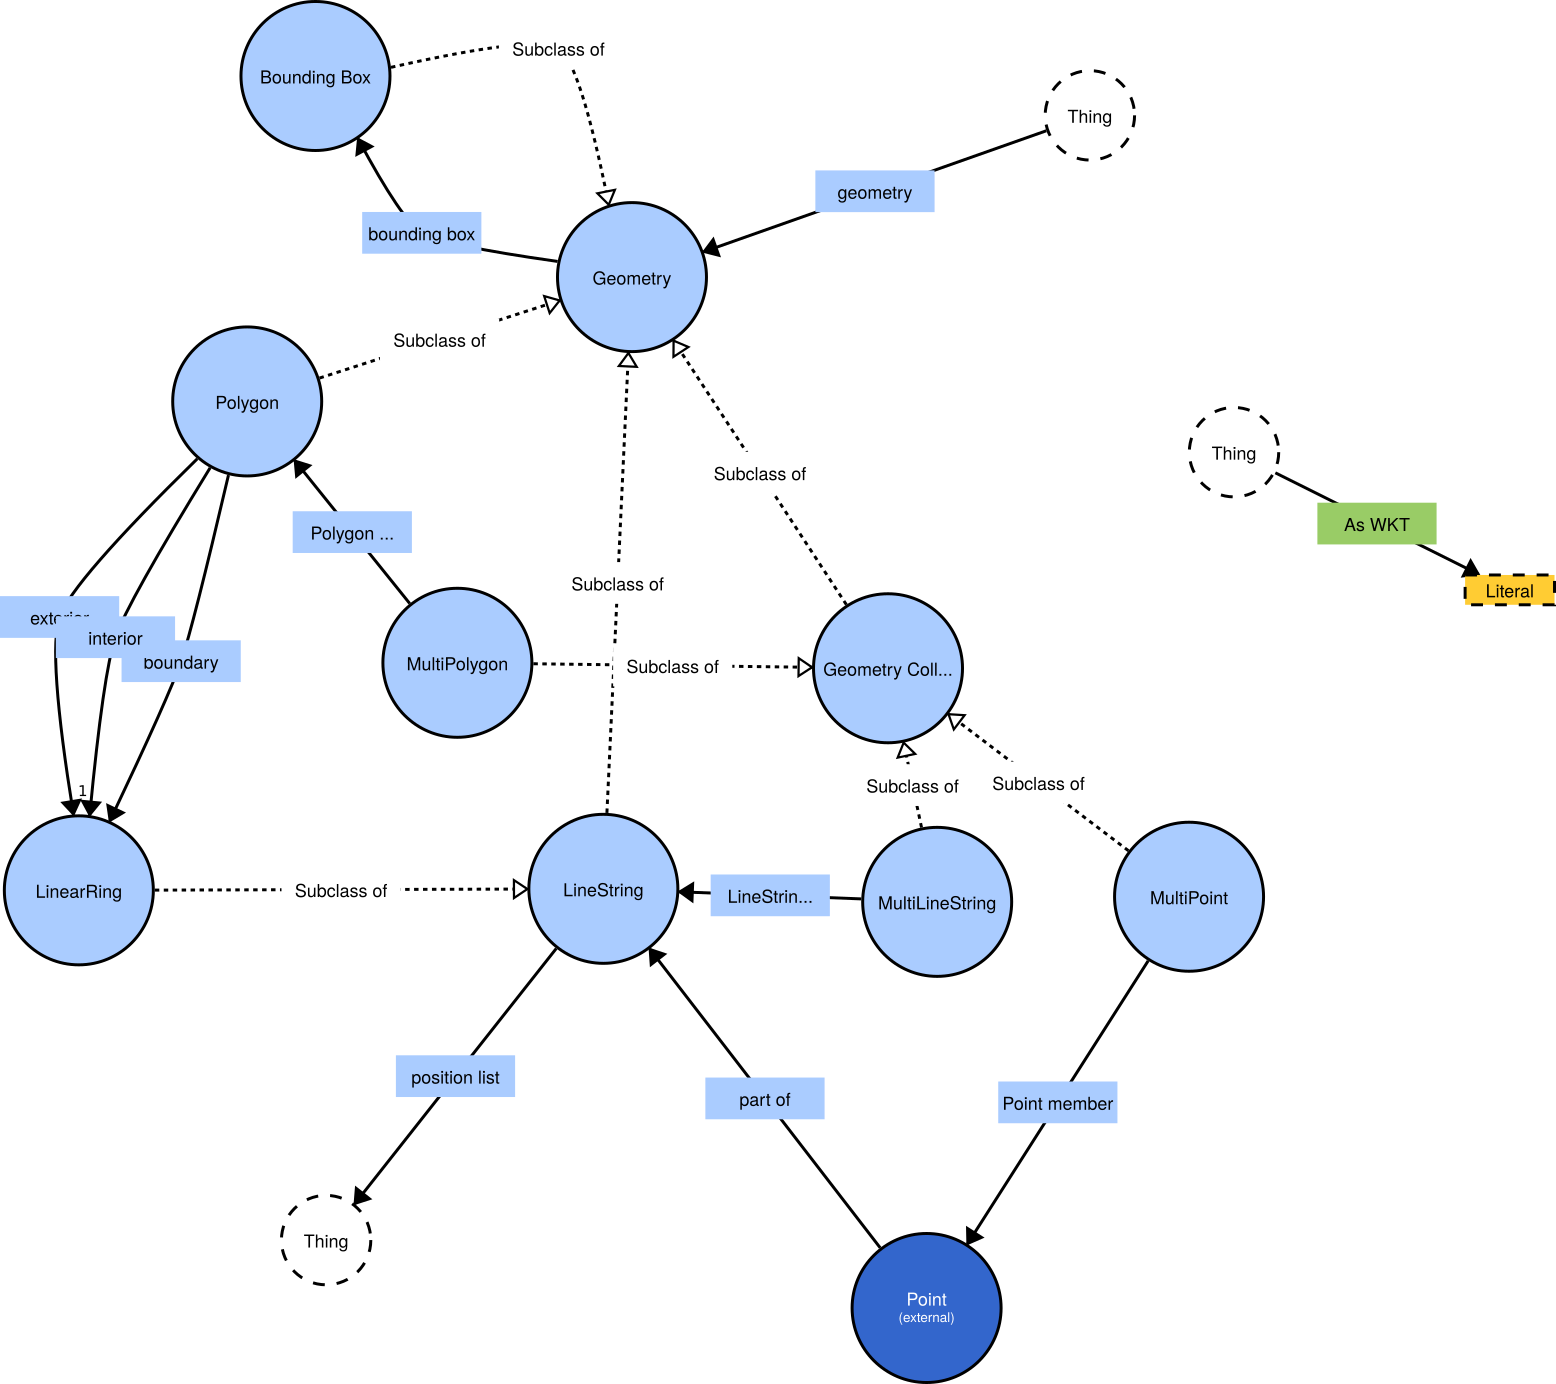 Subclass of
Bounding Box
Thing
geometry
bounding box
Geometry
Subclass of
Polygon
Thing
Subclass of
As WKT
Polygon ...
Subclass of
Literal
exterior
interior
boundary
MultiPolygon
Subclass of
Geometry Coll...
Subclass of
Subclass of
1
LinearRing
Subclass of
LineString
LineStrin...
MultiLineString
MultiPoint
position list
part of
Point member
Thing
Point
(external)